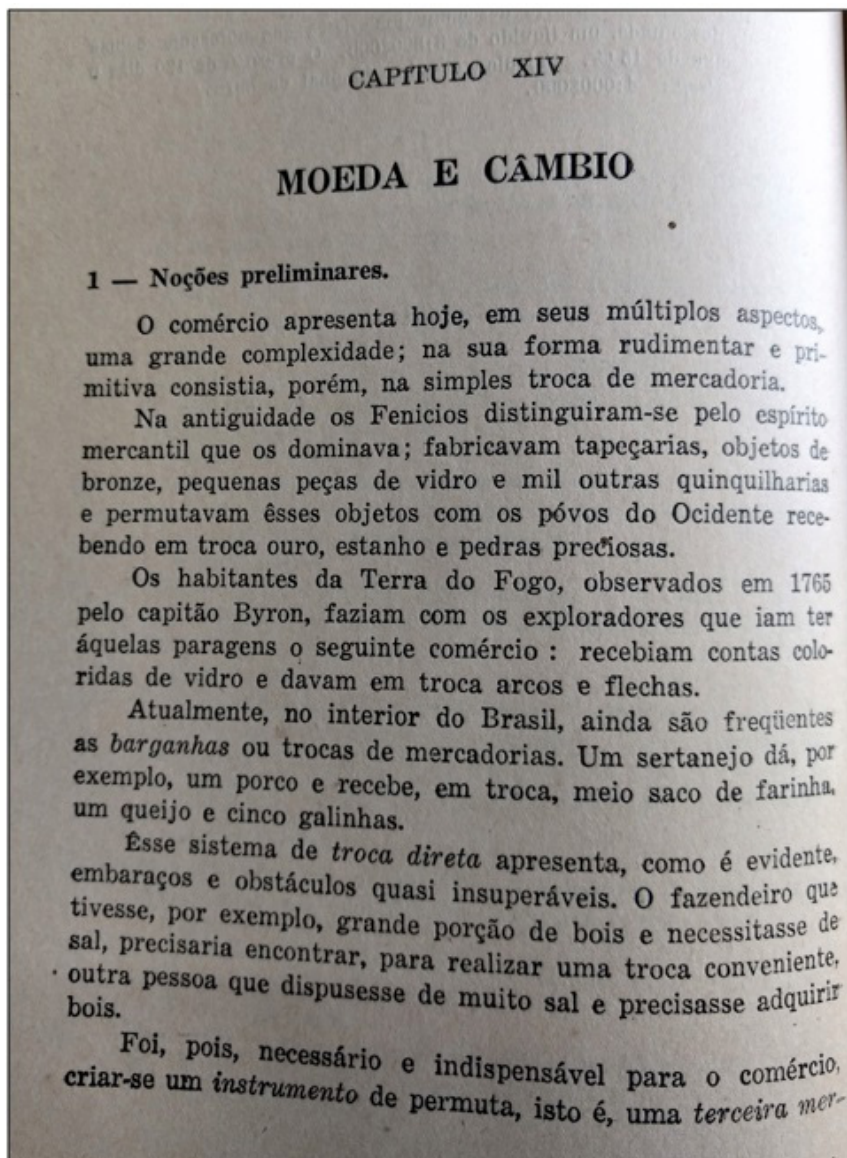 CAPÍTULO XIV
MOEDA E CÂMBIO
1 — Noções preliminares.
O comércio apresenta hoje, em seus múltiplos aspectos,
uma grande complexidade; na sua forma rudimentar e pri-
mitiva consistia, porém, na simples troca de mercadoria.
Na antiguidade os Fenicios distinguiram-se pelo espírito
mercantil que os dominava; fabricavam tapeçarias, objetos de
bronze, pequenas peças de vidro e mil outras quinquilharias
e permutavam êsses objetos com os póvos do Ocidente rece-
bendo em troca ouro, estanho e pedras preciosas.
Os habitantes da Terra do Fogo, observados em 1765
pelo capitão Byron, faziam com os exploradores que iam ter
áquelas paragens o seguinte comércio : recebiam contas colo-
ridas de vidro e davam em troca arcos e flechas.
Atualmente, no interior do Brasil, ainda são freqüentes
as barganhas ou trocas de mercadorias. Um sertanejo dá, por
exemplo, um porco e recebe, em troca, meio saco de farinha,
um queijo e cinco galinhas.
Êsse sistema de troca direta apresenta, como é evidente,
embaraços e obstáculos quasi insuperáveis. O fazendeiro que
tivesse, por exemplo, grande porção de bois e necessitasse de
sal, precisaria encontrar, para realizar uma troca conveniente,
outra pessoa que dispusesse de muito sal e precisasse adquirir
bois.
Foi, pois, necessário e indispensável para o comércio,
criar-se um instrumento de permuta, isto é, uma terceira mer-